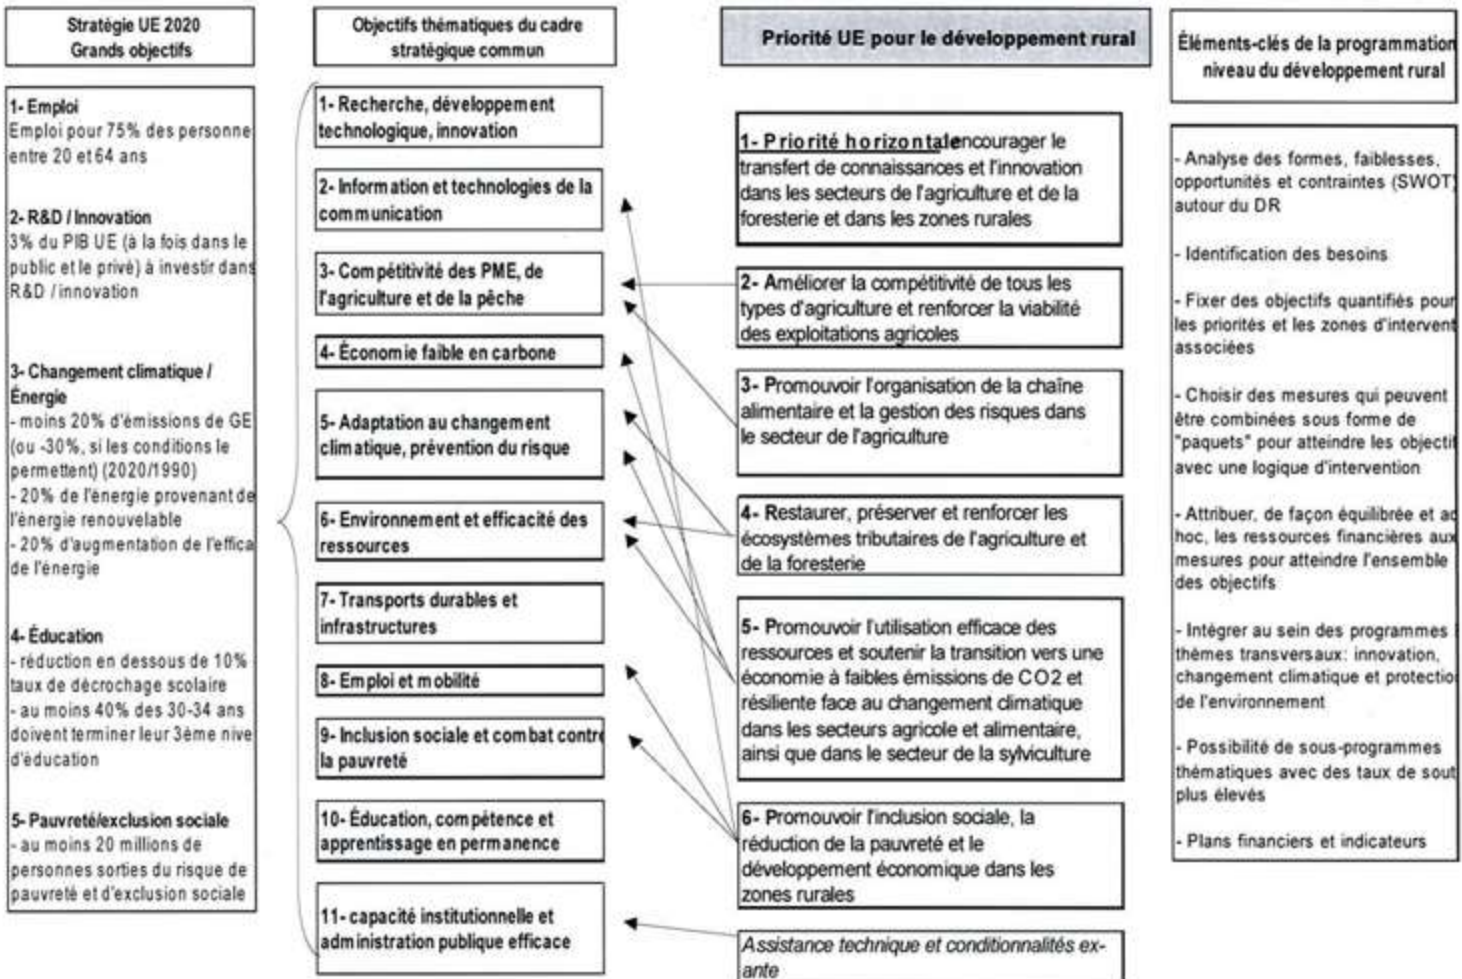 Stratégie UE 2020
Grands objectifs
1- Emploi
Emploi pour 75% des personne
entre 20 et 64 ans
2- R&D / Innovation
3% du PIB UE (à la fois dans le
public et le privé) à investir dans
R&D / innovation
3- Changement climatique /
Énergie
- moins 20% d'émissions de GE
(ou -30%, si les conditions le
permettent) (2020/1990)
- 20% de l'énergie provenant de
l'énergie renouvelable
- 20% d'augmentation de l'effica
de l'énergie
4- Éducation
- réduction en dessous de 10%
taux de décrochage scolaire
- au moins 40% des 30-34 ans
doivent terminer leur 3ème nive
d'éducation
5- Pauvreté/exclusion sociale
- au moins 20 millions de
personnes sorties du risque de
pauvreté et d'exclusion sociale
Objectifs thématiques du cadre
stratégique commun
1- Recherche, développement
technologique, innovation
2- Information et technologies de la
communication
3- Compétitivité des PME, de
l'agriculture et de la pêche
4- Économie faible en carbone
5- Adaptation au changement
climatique, prévention du risque
6- Environnement et efficacité des
ressources
7- Transports durables et
infrastructures
8- Emploi et mobilité
9- Inclusion sociale et combat contre
la pauvreté
10- Éducation, compétence et
apprentissage en permanence
11- capacité institutionnelle et
administration publique efficace
Priorité UE pour le développement rural
1- Priorité horizontale encourager le
transfert de connaissances et l'innovation
dans les secteurs de l'agriculture et de la
foresterie et dans les zones rurales
2- Améliorer la compétitivité de tous les
types d'agriculture et renforcer la viabilité
des exploitations agricoles
3- Promouvoir l'organisation de la chaîne
alimentaire et la gestion des risques dans
le secteur de l'agriculture
4- Restaurer, préserver et renforcer les
écosystèmes tributaires de l'agriculture et
de la foresterie
5- Promouvoir l'utilisation efficace des
ressources et soutenir la transition vers une
économie à faibles émissions de CO2 et
résiliente face au changement climatique
dans les secteurs agricole et alimentaire,
ainsi que dans le secteur de la sylviculture
6- Promouvoir l'inclusion sociale, la
réduction de la pauvreté et le
développement économique dans les
zones rurales
Assistance technique et conditionnalités ex-
ante
Éléments-clés de la programmation
niveau du développement rural
- Analyse des formes, faiblesses,
opportunités et contraintes (SWOT)
autour du DR
- Identification des besoins
- Fixer des objectifs quantifiés pour
les priorités et les zones d'intervent
associées
- Choisir des mesures qui peuvent
être combinées sous forme de
"paquets" pour atteindre les objectif
avec une logique d'intervention
- Attribuer, de façon équilibrée et ad
hoc, les ressources financières aux
mesures pour atteindre l'ensemble
des objectifs
- Intégrer au sein des programmes
thèmes transversaux: innovation,
changement climatique et protectio
de l'environnement
- Possibilité de sous-programmes
thématiques avec des taux de sout
plus élevés
- Plans financiers et indicateurs